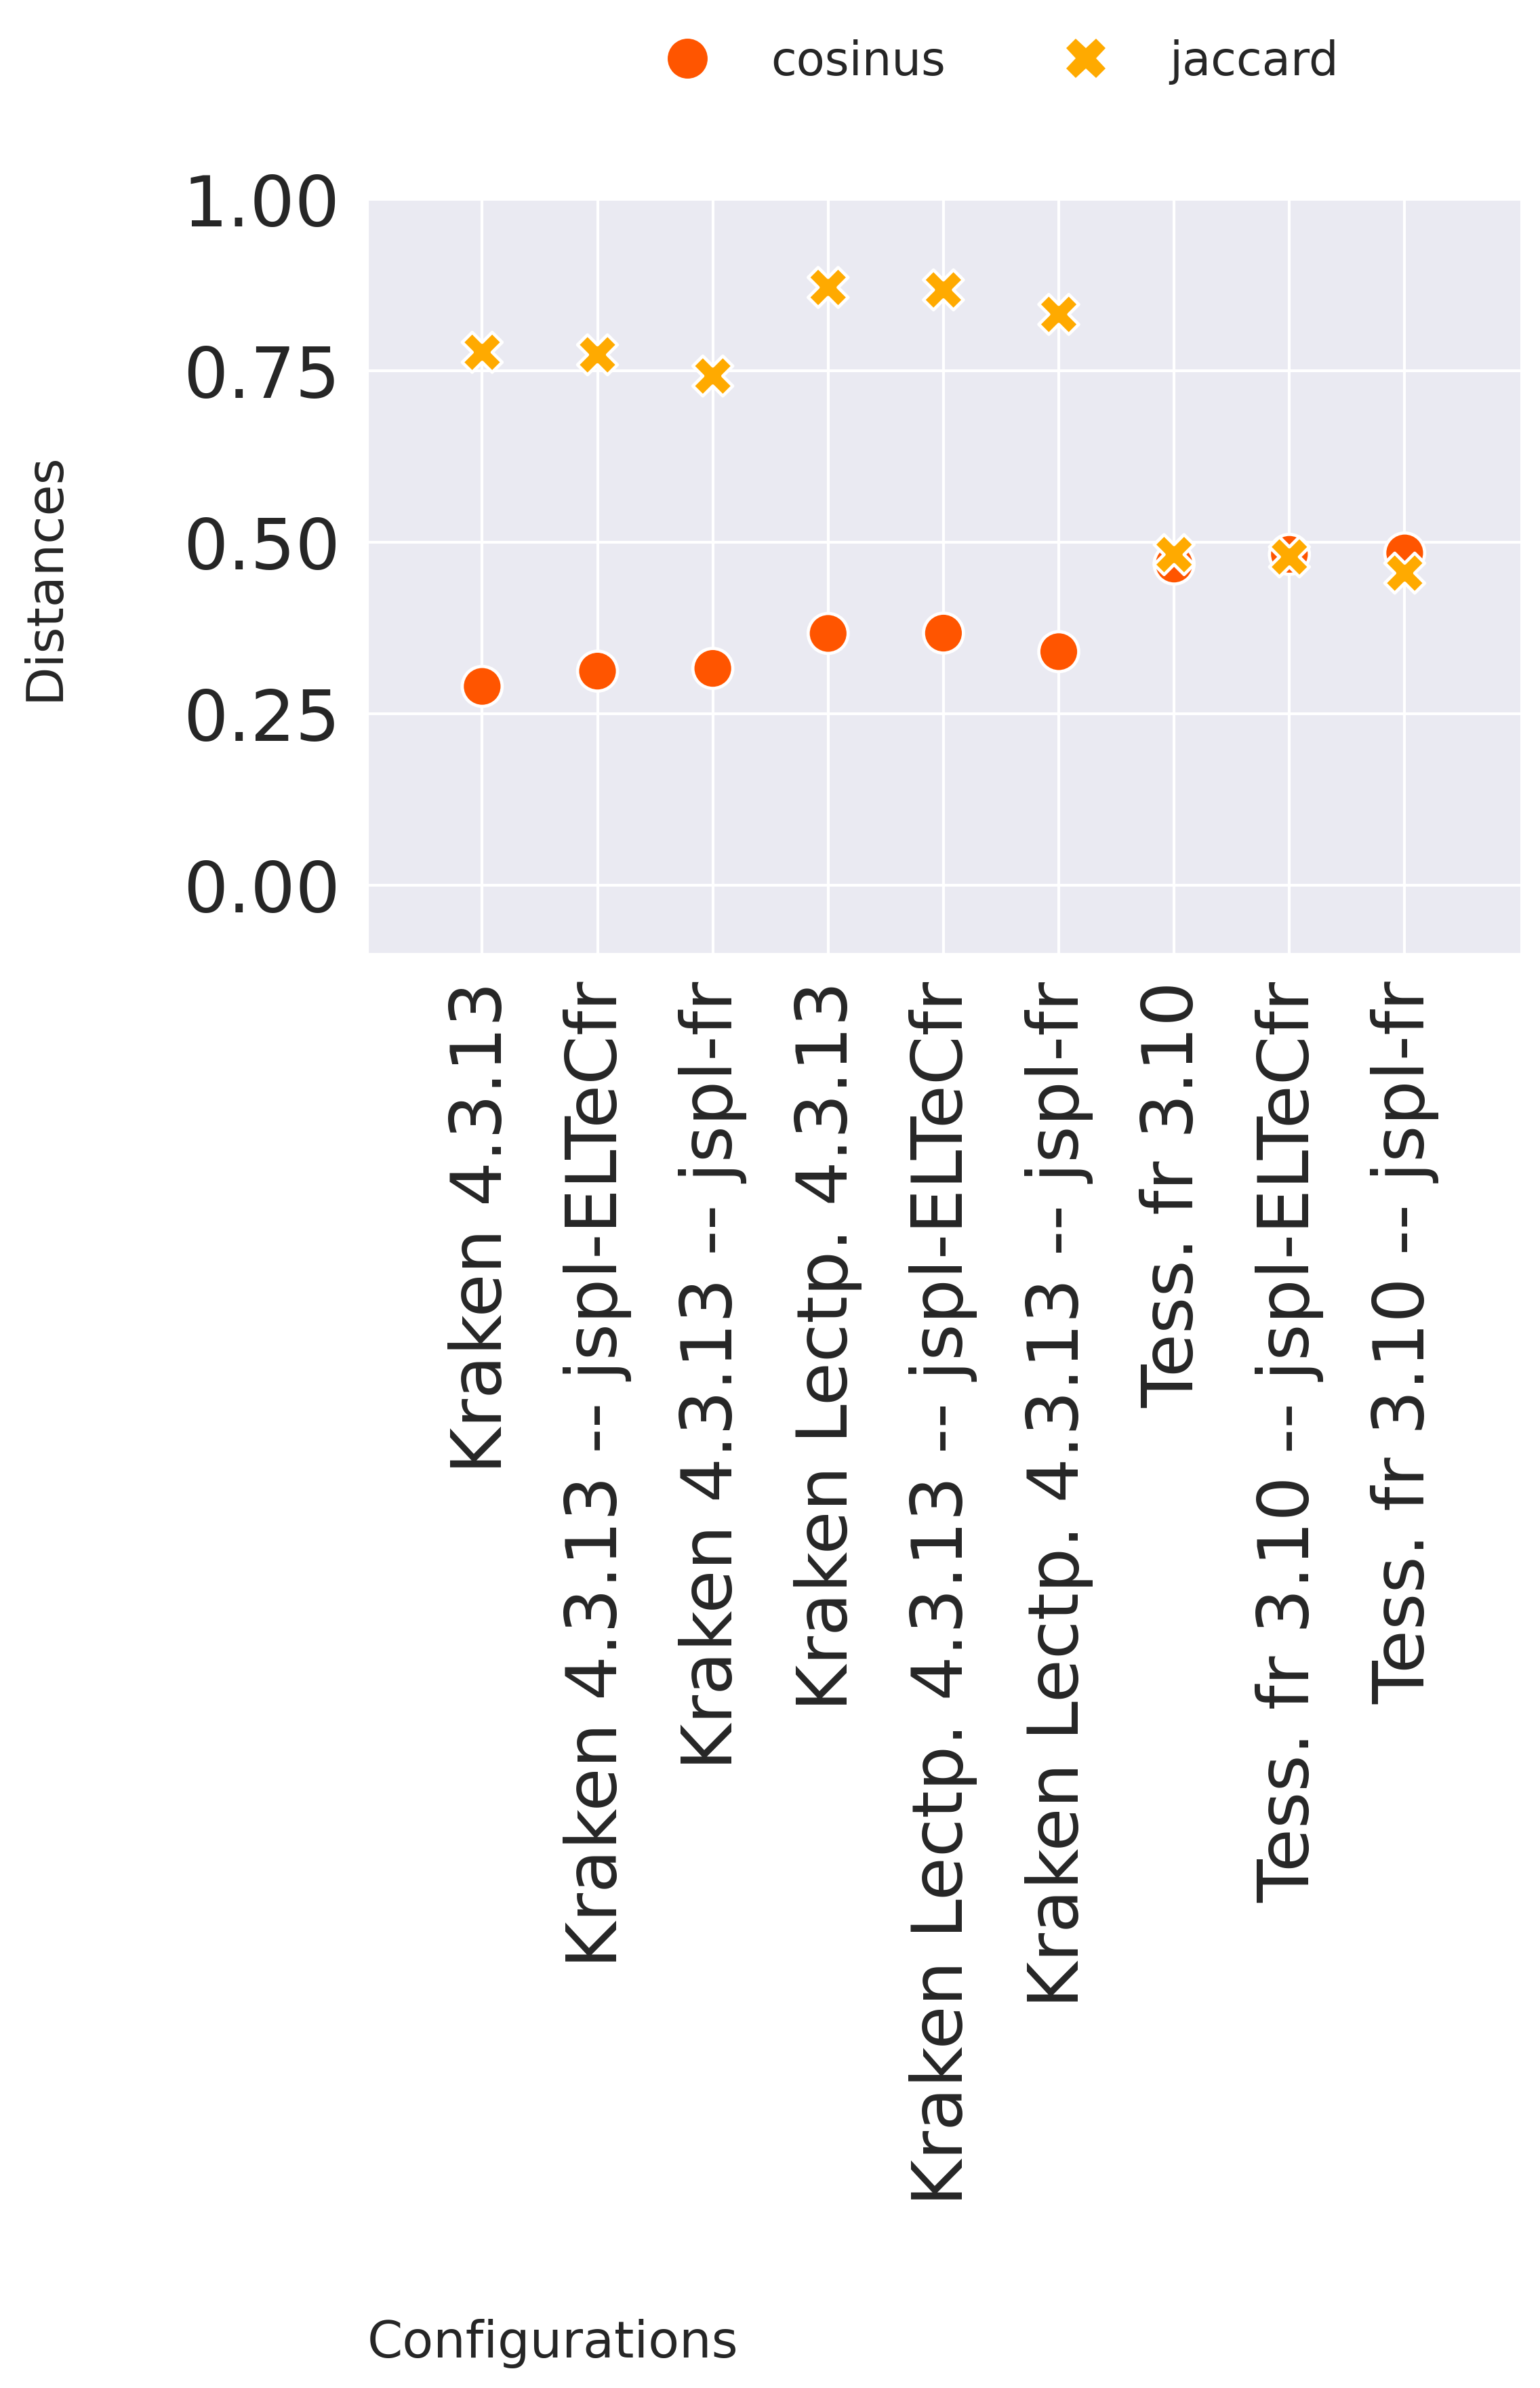 cosinus
jaccard
Distances
1.00
0.75
0.50
0.25
0.00
Kraken 4.3.13
Kraken 4.3.13 -- jspl-ELTeCfr
Kraken 4.3.13 -- jspl-fr
Kraken Lectp. 4.3.13
Kraken Lectp. 4.3.13 -- jspl-ELTeCfr
Kraken Lectp. 4.3.13 -- jspl-fr
Tess. fr 3.10
Tess. fr 3.10 -- jspl-ELTeCfr
Tess. fr 3.10 -- jspl-fr
Configurations